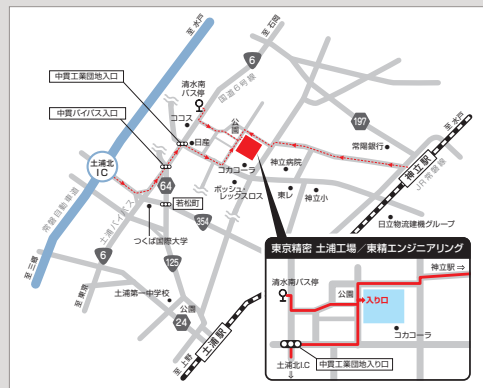 至水戸
至石岡
6
中貫工業団地入口
清水南
バス停
国道6号線
中貫バイパス入口
ココス
公園
197
至水戸
日産
常陽銀行
土浦北
IC
コカコーラ
神立病院
神立駅
JR常磐線
64
ボッシュ・
レックスロス
東レ
神立小
常磐自動車道
土浦バイパス
若松町
354
日立物流建機グループ
つくば国際大学
東京精密 土浦工場／東精エンジニアリング
6
125
神立駅⇒
清水南バス停
公園
至三郷
至東京
土浦第一中学校
入り口
公園
24
土浦駅
コカコーラ
中貫工業団地入り口
至上野
土浦北I.C